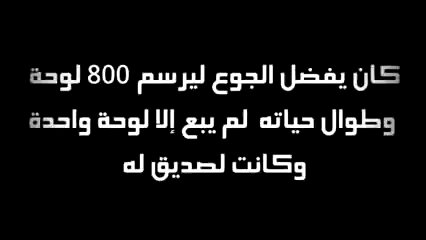 كان يفضل الجوع ليرسم 800 لوحة
وطوال حياته لم يبع إلا لوحة واحدة
وكانت لصديق له